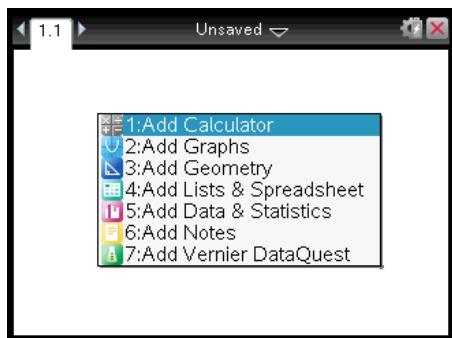 1.1 Unsaved
1:Add Calculator
2:Add Graphs
3:Add Geometry
4:Add Lists & Spreadsheet
5:Add Data & Statistics
6:Add Notes
7:Add Vernier DataQuest